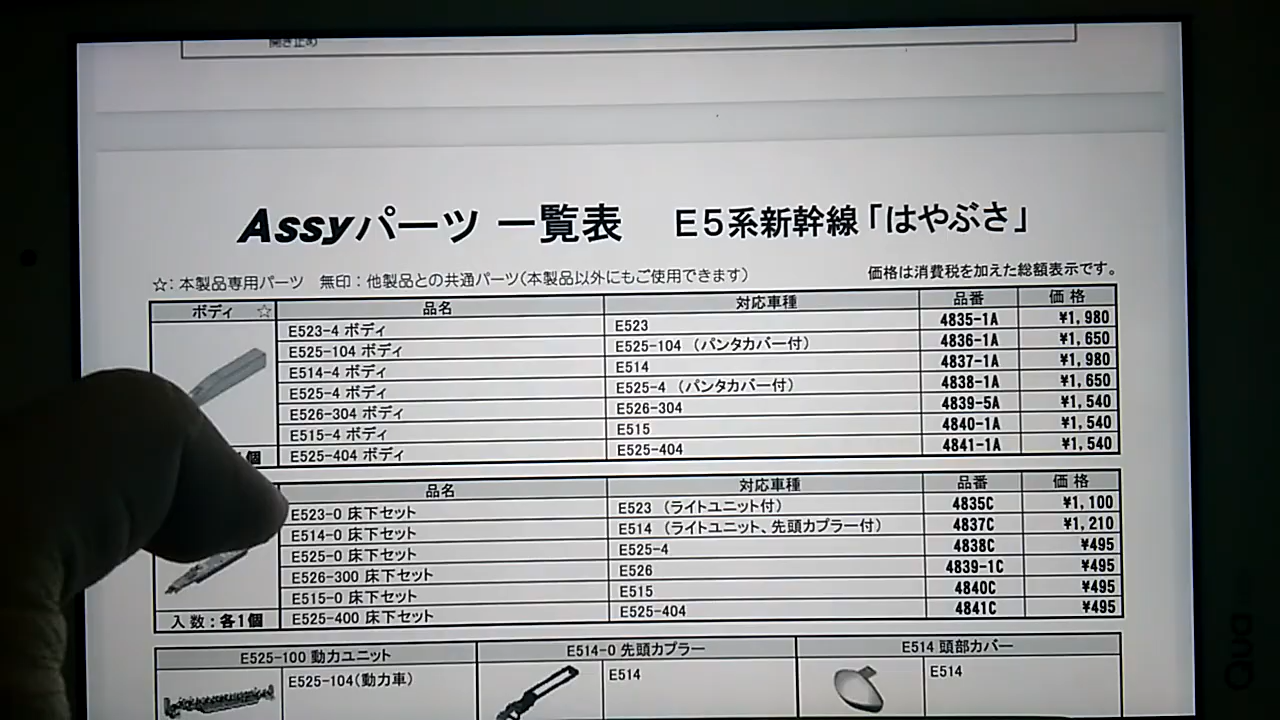 開き止め
Assyパーツ 一覧表 E5系新幹線「はやぶさ」
☆：本製品専用パーツ 無印：他製品との共通パーツ（本製品以外にもご使用できます） 価格は消費税を加えた総額表示です。
ボディ ☆ 品名 対応車種 品番 価格
E523-4 ボディ E523 4835-1A ¥1,980
E525-104 ボディ E525-104 （パンタカバー付） 4836-1A ¥1,650
E514-4 ボディ E514 4837-1A ¥1,980
E525-4 ボディ E525-4 （パンタカバー付） 4838-1A ¥1,650
E526-304 ボディ E526-304 4839-5A ¥1,540
E515-4 ボディ E515 4840-1A ¥1,540
個 E525-404 ボディ E525-404 4841-1A ¥1,540
品名 対応車種 品番 価格
E523-0 床下セット E523 （ライトユニット付） 4835C ¥1,100
E514-0 床下セット E514 （ライトユニット、先頭カプラー付） 4837C ¥1,210
E525-0 床下セット E525-4 4838C ¥495
E526-300 床下セット E526 4839-1C ¥495
E515-0 床下セット E515 4840C ¥495
入数：各1個 E525-400 床下セット E525-404 4841C ¥495
E525-100 動力ユニット E514-0 先頭カプラー E514 頭部カバー
E525-104（動力車） E514 E514
Qua